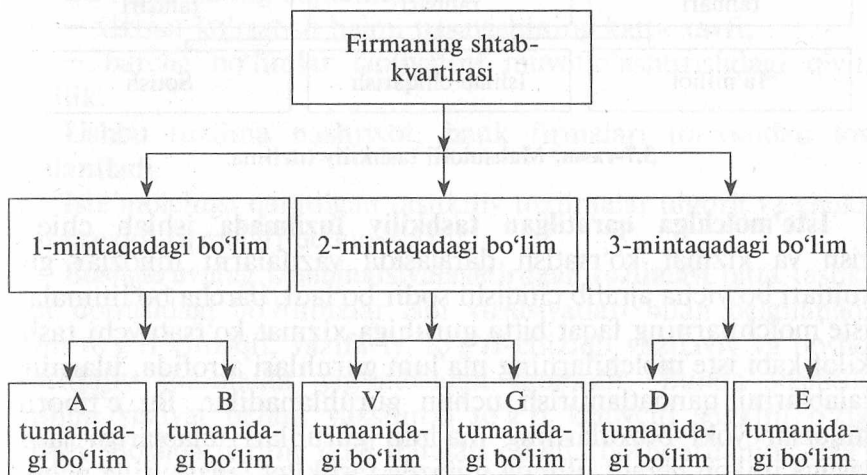 Firmaning shtab-
kvartirasi
1-mintaqadagi bo‘lim
2-mintaqadagi bo‘lim
3-mintaqadagi bo‘lim
A
tumanida-
gi bo‘lim
B
tumanida-
gi bo‘lim
V
tumanida-
gi bo‘lim
G
tumanida-
gi bo‘lim
D
tumanida-
gi bo‘lim
E
tumanida-
gi bo‘lim